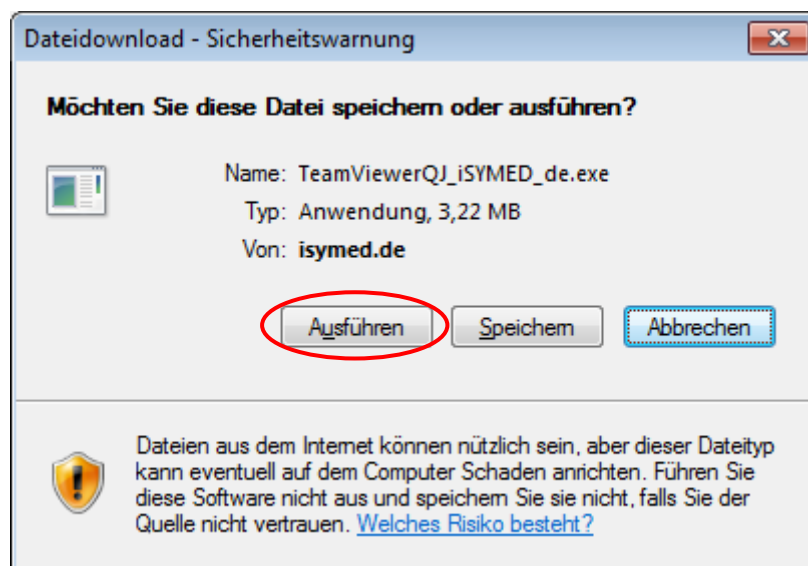 Dateidownload - Sicherheitswarnung
Möchten Sie diese Datei speichern oder ausführen?
Name: TeamViewerQJ_iSYMED_de.exe
Typ: Anwendung, 3,22 MB
Von: isymed.de
Ausführen Speichern Abbrechen
Dateien aus dem Internet können nützlich sein, aber dieser Dateityp
kann eventuell auf dem Computer Schaden anrichten. Führen Sie
diese Software nicht aus und speichern Sie sie nicht, falls Sie der
Quelle nicht vertrauen. Welches Risiko besteht?